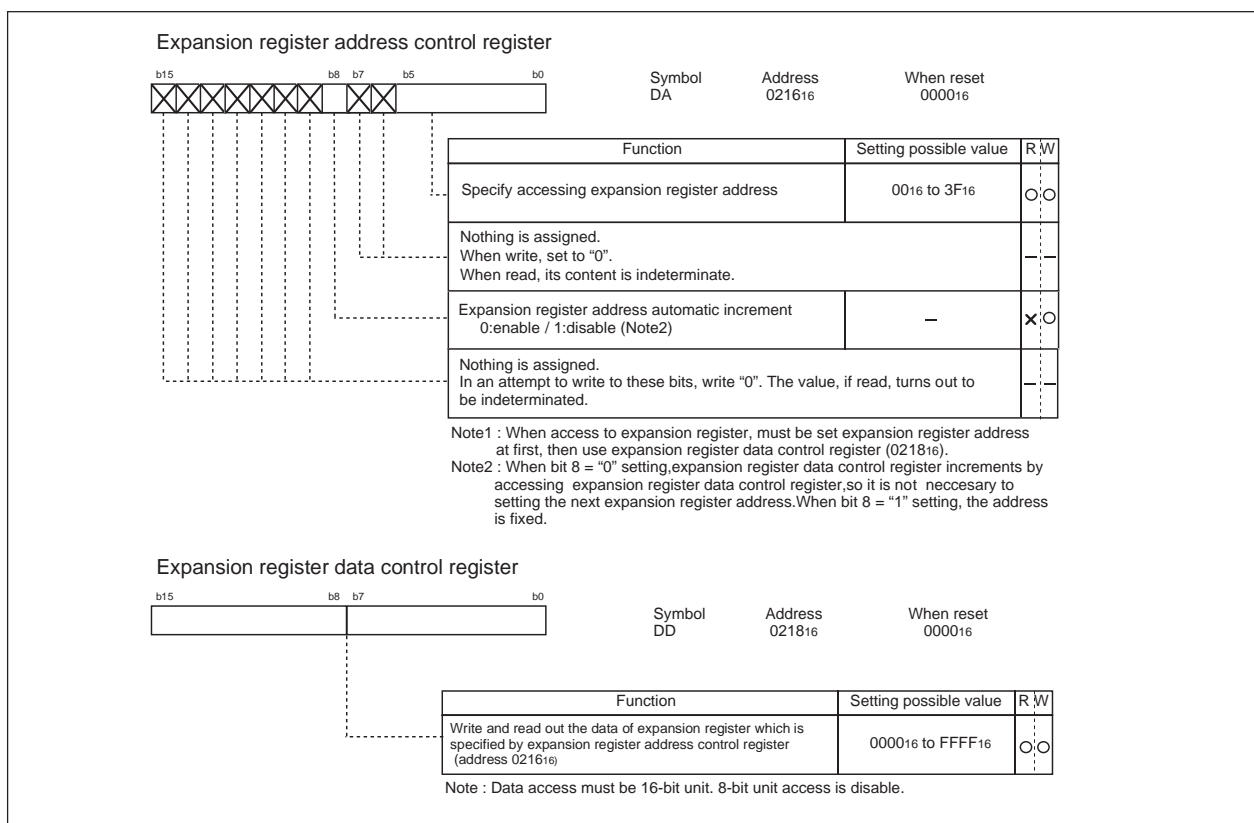 Expansion register address control register
b15 b8 b7 b5 b0
Symbol Address When reset
DA 021616 000016
Function Setting possible value R W
Specify accessing expansion register address 0016 to 3F16
Nothing is assigned.
When write, set to “0”.
When read, its content is indeterminate.
Expansion register address automatic increment
0:enable / 1:disable (Note2)
Nothing is assigned.
In an attempt to write to these bits, write “0”. The value, if read, turns out to
be indeterminated.
Note1 : When access to expansion register, must be set expansion register address
at first, then use expansion register data control register (021816).
Note2 : When bit 8 = “0” setting,expansion register data control register increments by
accessing expansion register data control register,so it is not neccesary to
setting the next expansion register address.When bit 8 = “1” setting, the address
is fixed.
Expansion register data control register
b15 b8 b7 b0
Symbol Address When reset
DD 021816 000016
Function Setting possible value R W
Write and read out the data of expansion register which is
specified by expansion register address control register
(address 021616)
000016 to FFFF16
Note : Data access must be 16-bit unit. 8-bit unit access is disable.